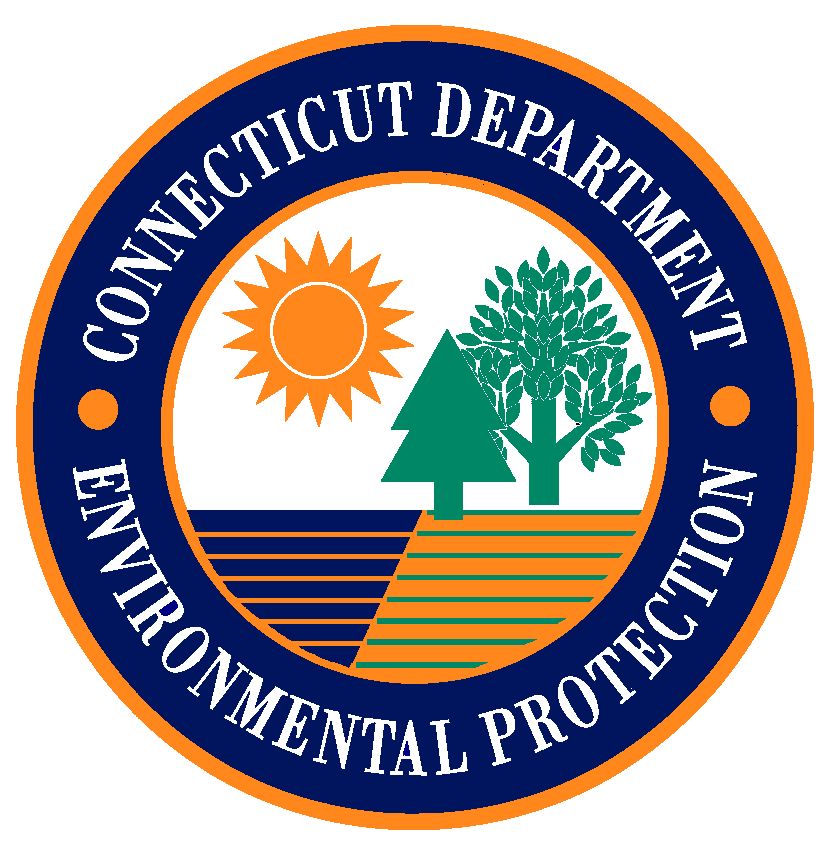 CONNECTICUT DEPARTMENT
ENVIRONMENTAL PROTECTION